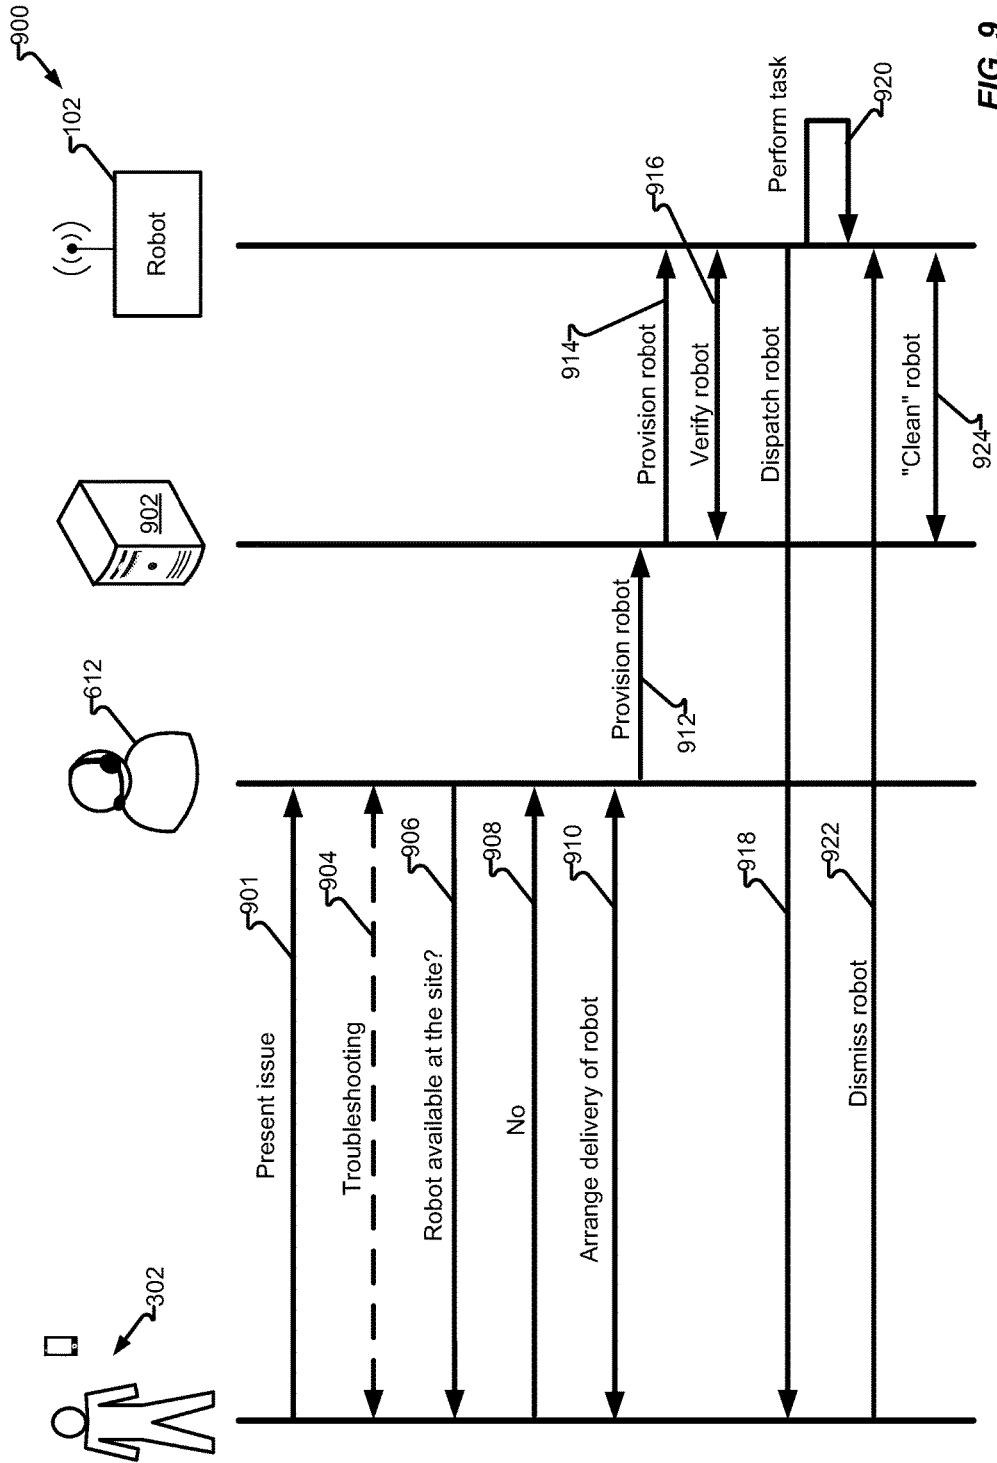 900
302
612
902
102
Robot
Present issue
901
Troubleshooting
904
Robot available at the site?
906
No
908
Arrange delivery of robot
910
Provision robot
912
Provision robot
914
Verify robot
916
Dispatch robot
918
Perform task
920
Dismiss robot
922
"Clean" robot
924
FIG. 9